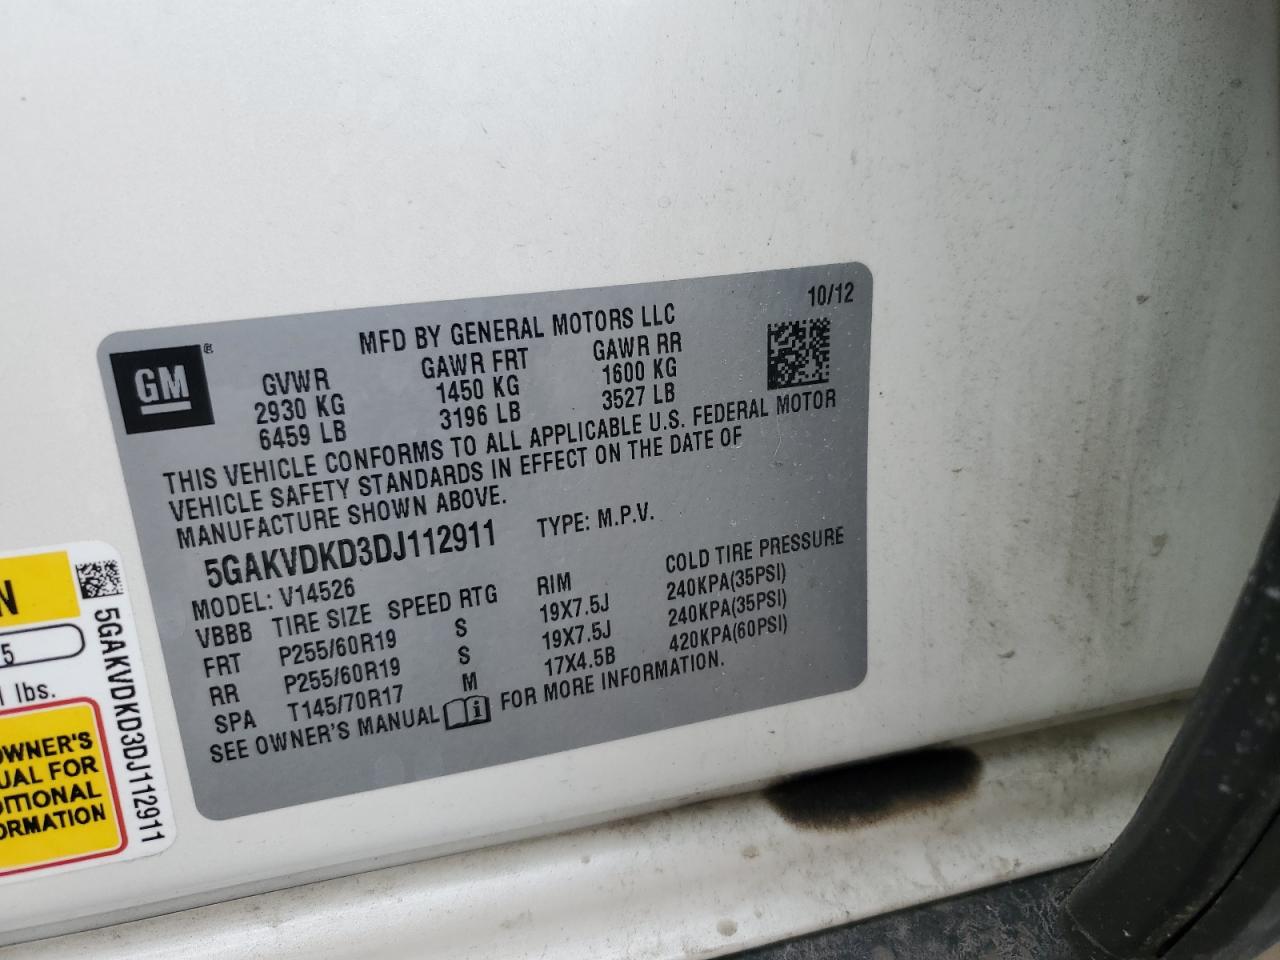 10/12
MFD BY GENERAL MOTORS LLC
GM®
GVWR GAWR FRT GAWR RR
2930 KG 1450 KG 1600 KG
6459 LB 3196 LB 3527 LB
THIS VEHICLE CONFORMS TO ALL APPLICABLE U.S. FEDERAL MOTOR
VEHICLE SAFETY STANDARDS IN EFFECT ON THE DATE OF
MANUFACTURE SHOWN ABOVE.
5GAKVDKD3DJ112911 TYPE: M.P.V.
MODEL: V14526
VBBB TIRE SIZE SPEED RTG RIM COLD TIRE PRESSURE
FRT P255/60R19 S 19X7.5J 240KPA(35PSI)
RR P255/60R19 S 19X7.5J 240KPA(35PSI)
SPA T145/70R17 M 17X4.5B 420KPA(60PSI)
SEE OWNER'S MANUAL i FOR MORE INFORMATION.
N
5
lbs.
OWNER'S
UAL FOR
DITIONAL
ORMATION
5GAKVDKD3DJ112911